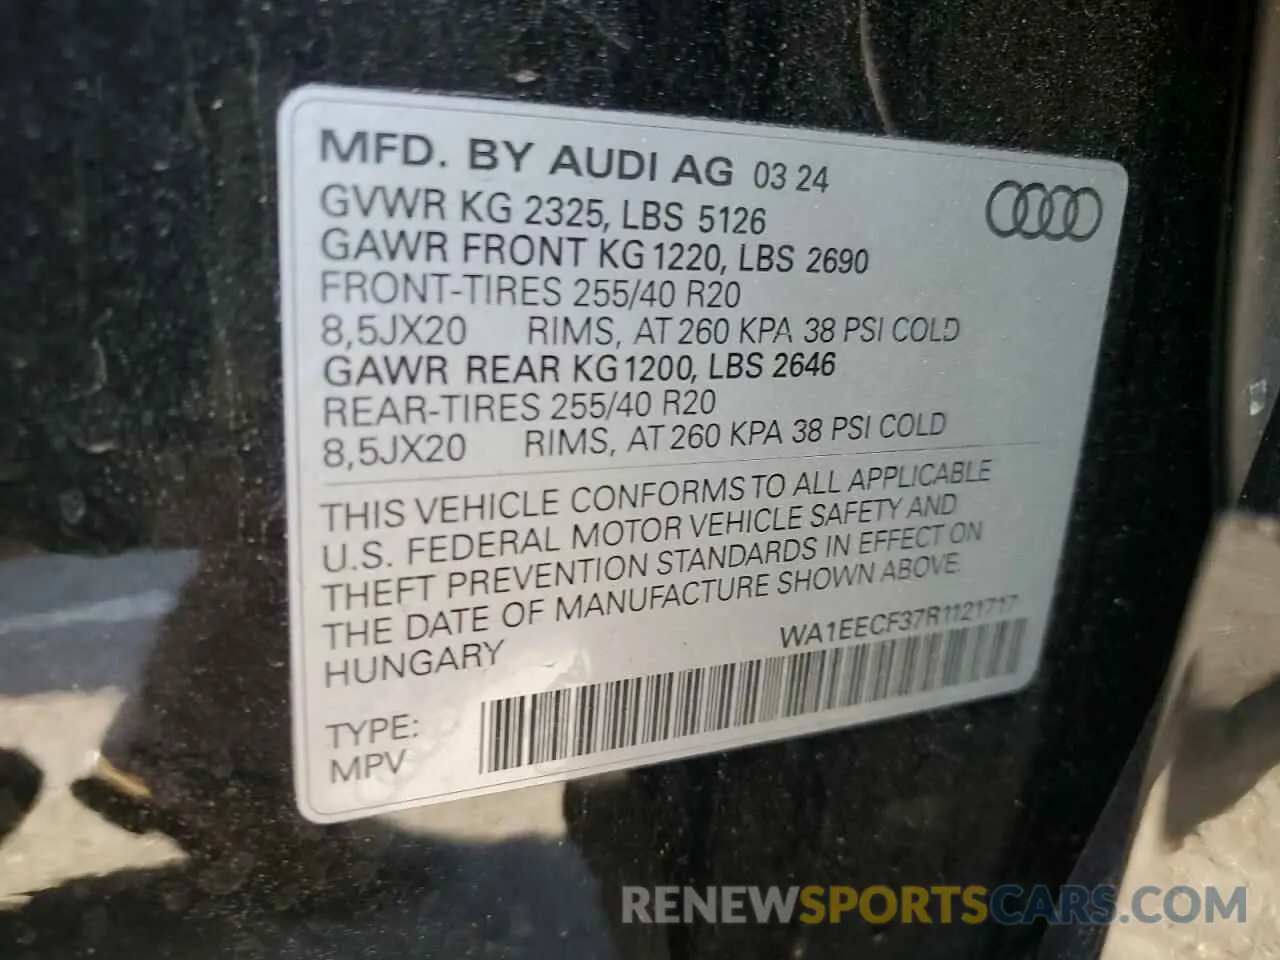 MFD. BY AUDI AG 03 24
GVWR KG 2325, LBS 5126
GAWR FRONT KG 1220, LBS 2690
FRONT-TIRES 255/40 R20
8,5JX20 RIMS, AT 260 KPA 38 PSI COLD
GAWR REAR KG 1200, LBS 2646
REAR-TIRES 255/40 R20
8,5JX20 RIMS, AT 260 KPA 38 PSI COLD
THIS VEHICLE CONFORMS TO ALL APPLICABLE
U.S. FEDERAL MOTOR VEHICLE SAFETY AND
THEFT PREVENTION STANDARDS IN EFFECT ON
THE DATE OF MANUFACTURE SHOWN ABOVE.
HUNGARY
WA1EECF37R1121717
TYPE:
MPV
RENEWSPORTSCARS.COM